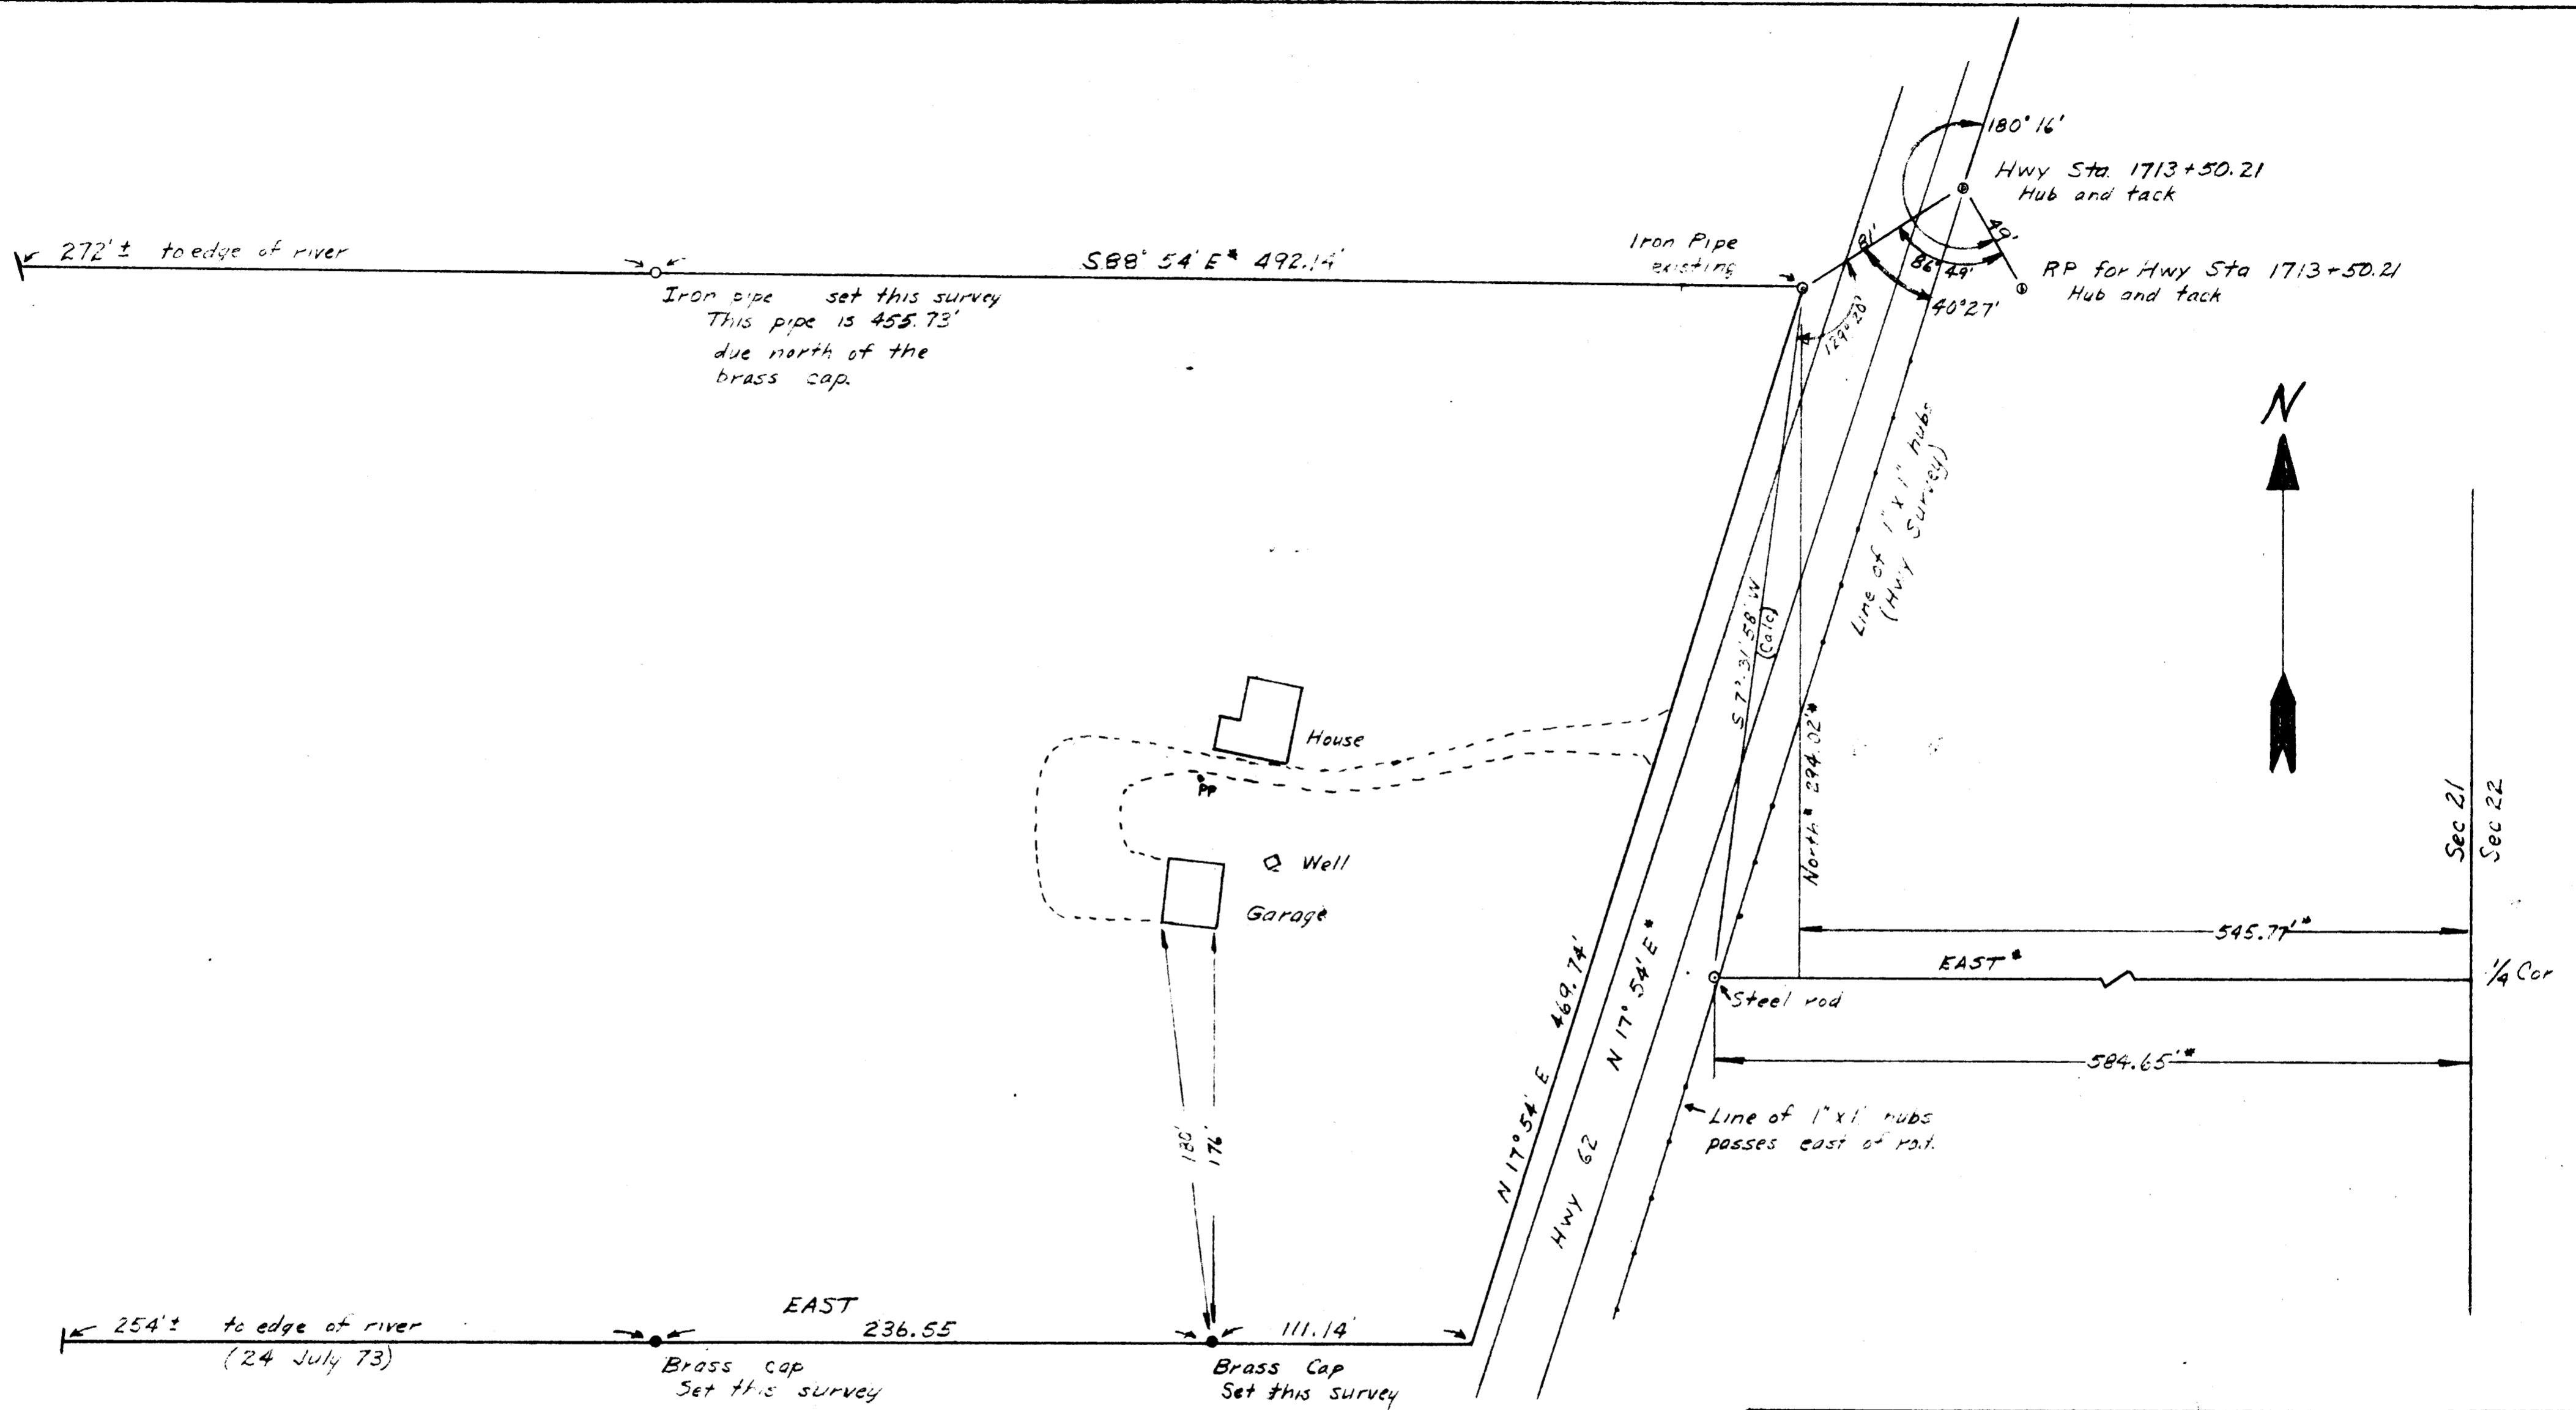 180° 16'
Hwy Sta. 1713+50.21
Hub and tack
49'
81'
86° 49'
40°27'
129° 20'
RP for Hwy Sta 1713+50.21
Hub and tack
272' ± to edge of river
S88° 54' E* 492.14'
Iron Pipe
existing
Iron pipe set this survey
This pipe is 455.73'
due north of the
brass cap.
N
Line of 1" x 1" hubs
(Hwy Survey)
S 7° 31' 58" W
(Calc)
North* 294.02'*
House
PP
Well
Garage
Sec 21
Sec 22
545.77'*
EAST*
1/4 Cor
Steel rod
584.65'*
N 17° 54' E 469.74'
N 17° 54' E*
Hwy 62
Line of 1" x 1" hubs
passes east of rod.
180'
176'
254' ± to edge of river
(24 July 73)
EAST
236.55
111.14'
Brass cap
Set this survey
Brass Cap
Set this survey